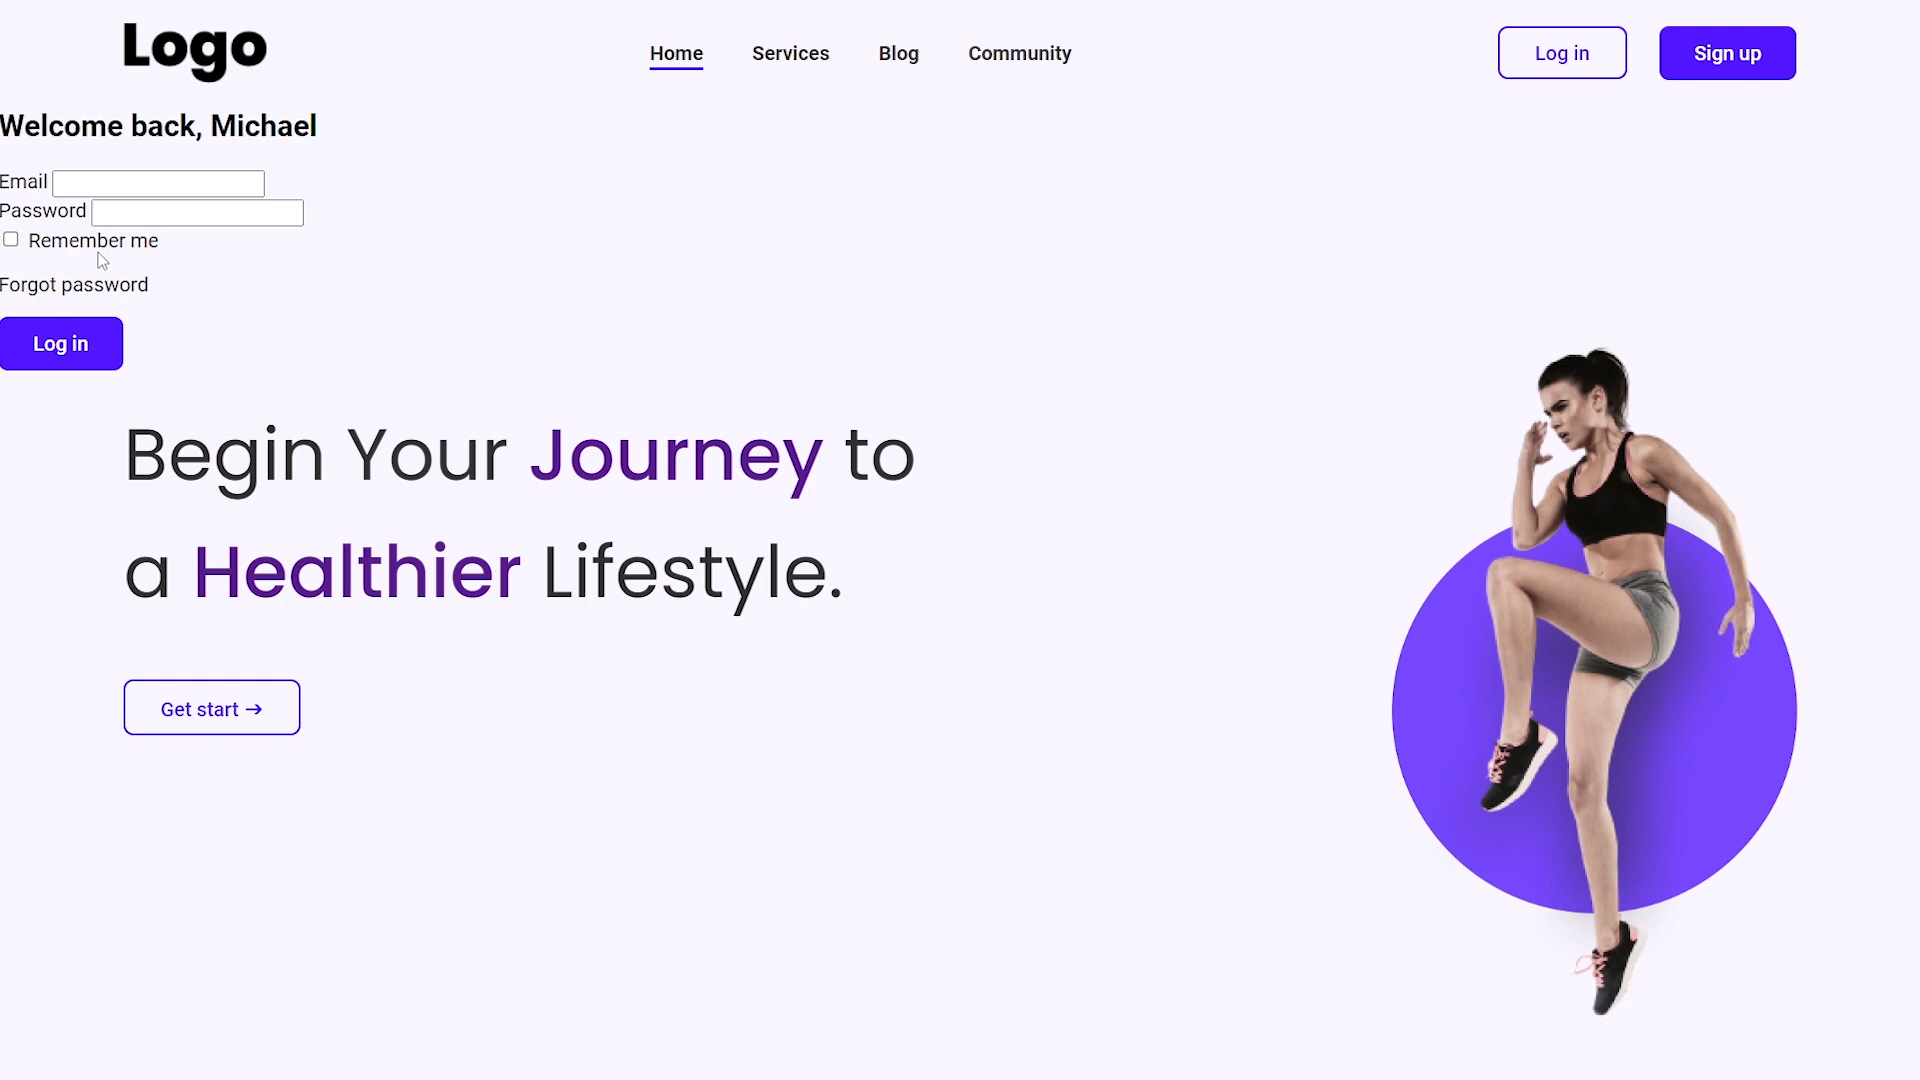 Logo
Home Services Blog Community
Log in Sign up
Welcome back, Michael
Email
Password
Remember me
Forgot password
Log in
Begin Your Journey to
a Healthier Lifestyle.
Get start →